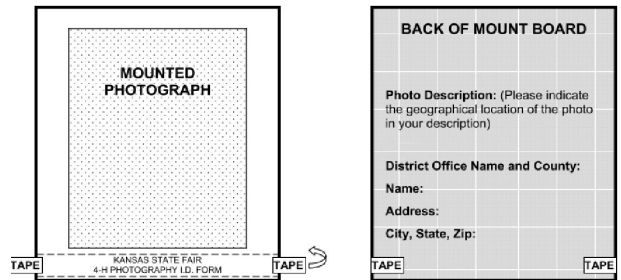 MOUNTED
PHOTOGRAPH
TAPE
KANSAS STATE FAIR
4-H PHOTOGRAPHY I.D. FORM
TAPE
BACK OF MOUNT BOARD
Photo Description: (Please indicate
the geographical location of the photo
in your description)
District Office Name and County:
Name:
Address:
City, State, Zip:
TAPE
TAPE